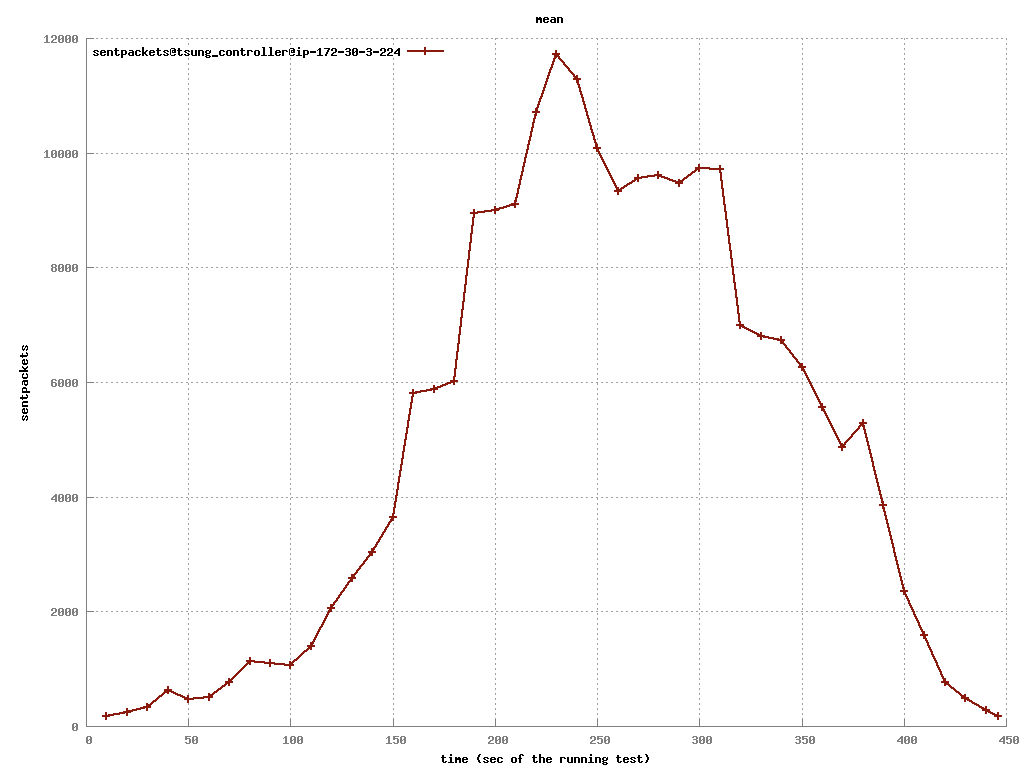 mean
12000
sentpackets@tsung_controller@ip-172-30-3-224
10000
8000
6000
4000
2000
0
sentpackets
0 50 100 150 200 250 300 350 400 450
time (sec of the running test)